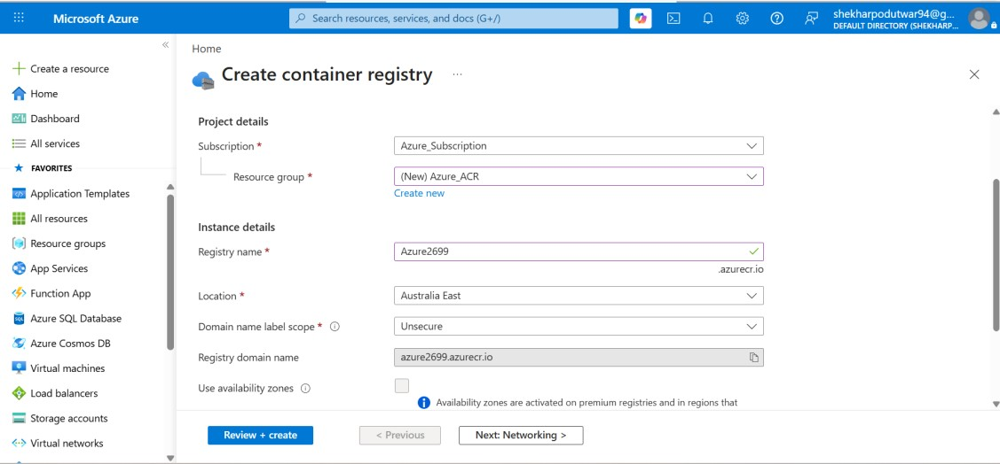 Microsoft Azure
Search resources, services, and docs (G+/)
shekharpodutwar94@g...
DEFAULT DIRECTORY (SHEKHARP...
Create a resource
Home
Dashboard
All services
FAVORITES
Application Templates
All resources
Resource groups
App Services
Function App
Azure SQL Database
Azure Cosmos DB
Virtual machines
Load balancers
Storage accounts
Virtual networks
Home
Create container registry
...
Project details
Subscription *
Azure_Subscription
Resource group *
(New) Azure_ACR
Create new
Instance details
Registry name *
Azure2699
.azurecr.io
Location *
Australia East
Domain name label scope *
Unsecure
Registry domain name
azure2699.azurecr.io
Use availability zones
Availability zones are activated on premium registries and in regions that
Review + create
< Previous
Next: Networking >